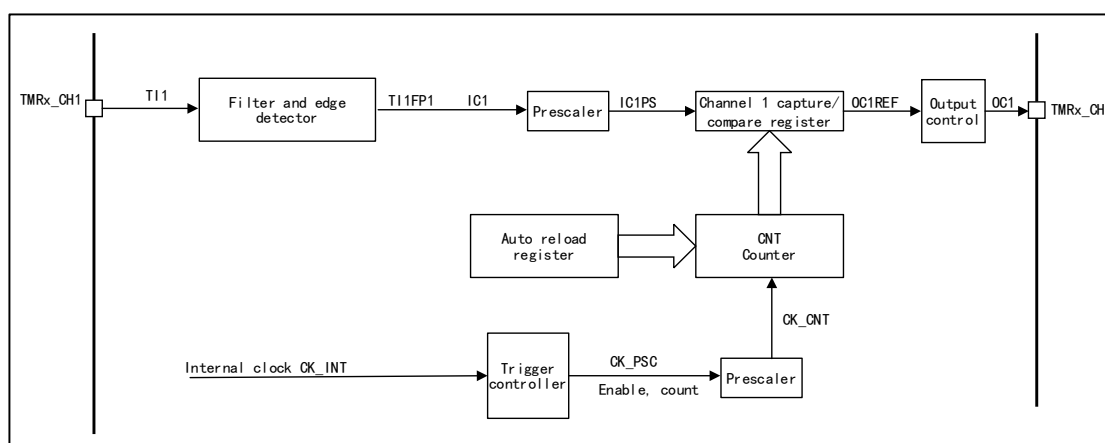 TMRx_CH1
TI1
Filter and edge
detector
TI1FP1
IC1
Prescaler
IC1PS
Channel 1 capture/
compare register
OC1REF
Output
control
OC1
TMRx_CH
Auto reload
register
CNT
Counter
CK_CNT
Internal clock CK_INT
Trigger
controller
CK_PSC
Enable, count
Prescaler